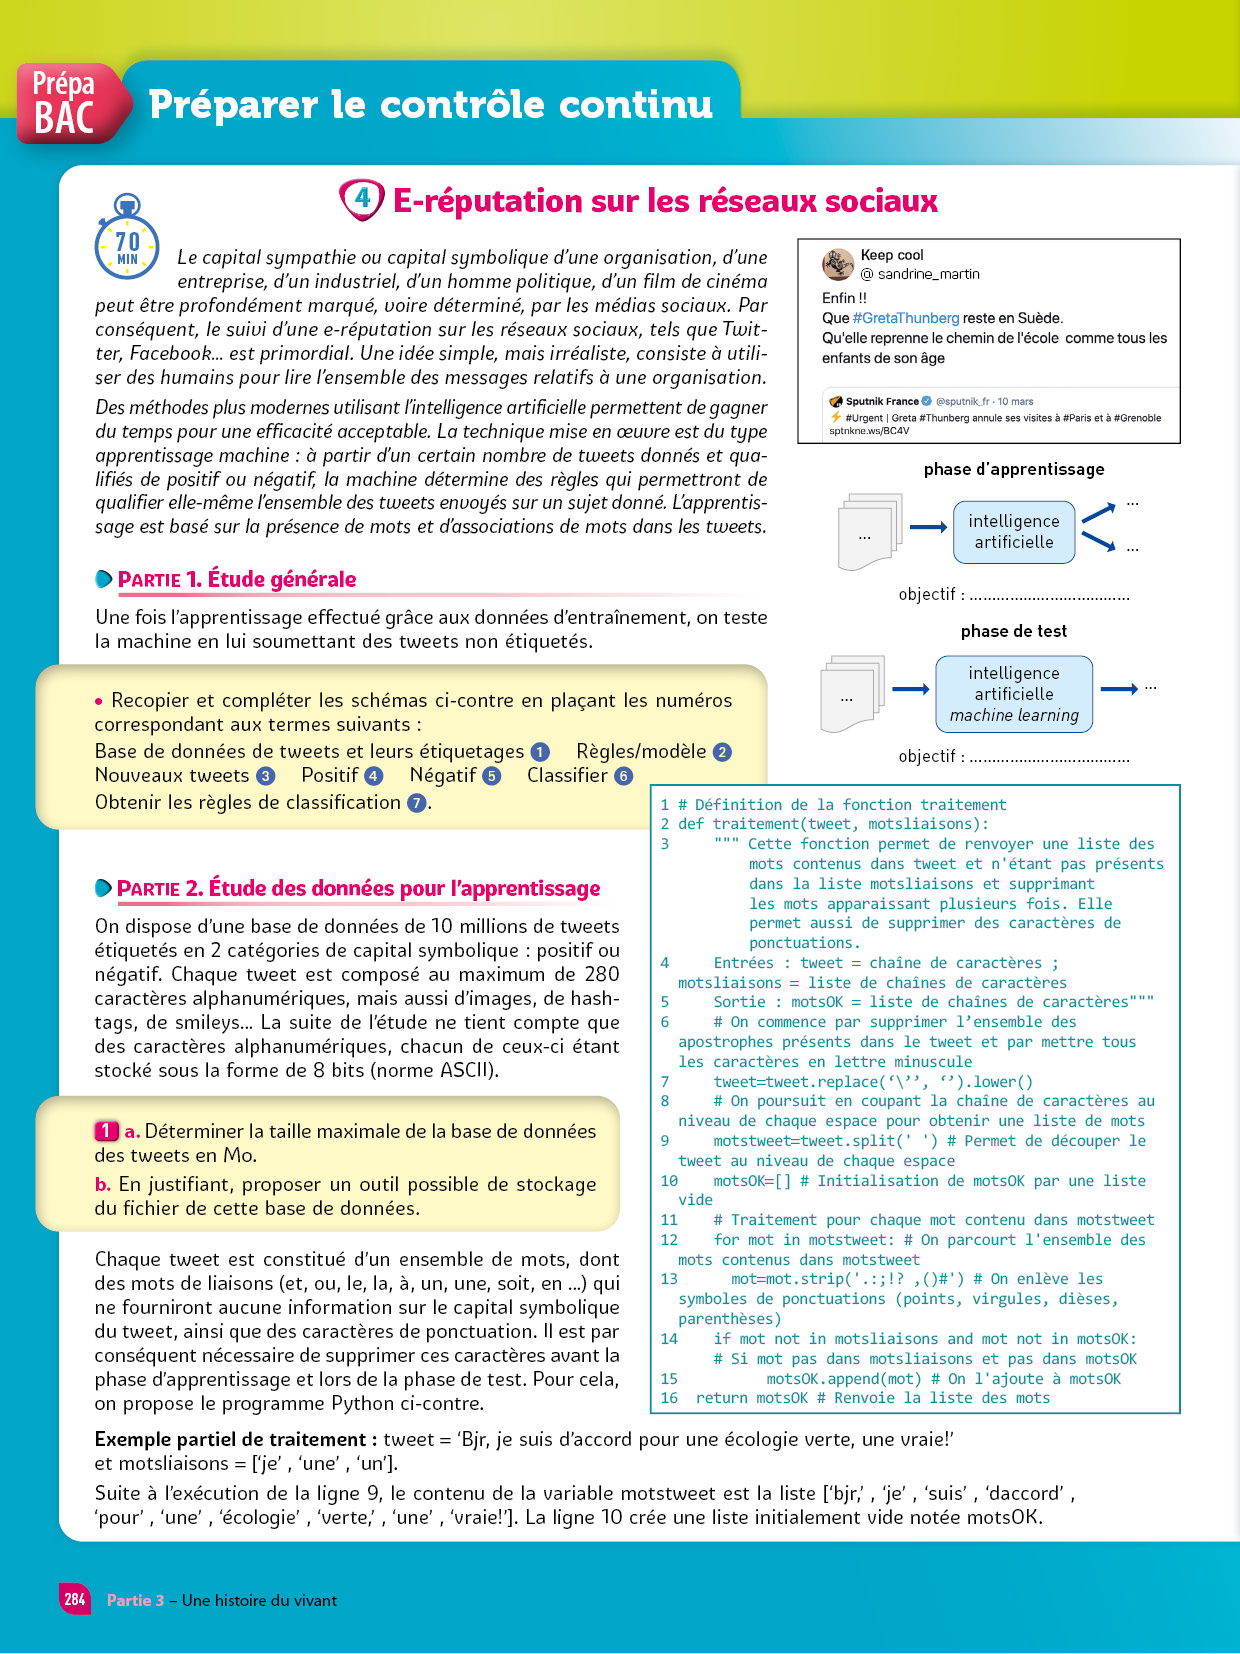 Prépa
BAC
Préparer le contrôle continu
4 E-réputation sur les réseaux sociaux
70
MIN
Le capital sympathie ou capital symbolique d'une organisation, d'une
entreprise, d'un industriel, d'un homme politique, d'un film de cinéma
peut être profondément marqué, voire déterminé, par les médias sociaux. Par
conséquent, le suivi d'une e-réputation sur les réseaux sociaux, tels que Twit-
ter, Facebook... est primordial. Une idée simple, mais irréaliste, consiste à utili-
ser des humains pour lire l'ensemble des messages relatifs à une organisation.
Des méthodes plus modernes utilisant l'intelligence artificielle permettent de gagner
du temps pour une efficacité acceptable. La technique mise en œuvre est du type
apprentissage machine : à partir d'un certain nombre de tweets donnés et qua-
lifiés de positif ou négatif, la machine détermine des règles qui permettront de
qualifier elle-même l'ensemble des tweets envoyés sur un sujet donné. L'apprentis-
sage est basé sur la présence de mots et d'associations de mots dans les tweets.
Keep cool
@ sandrine_martin
Enfin !!
Que #GretaThunberg reste en Suède.
Qu'elle reprenne le chemin de l'école comme tous les
enfants de son âge
Sputnik France @sputnik_fr · 10 mars
#Urgent | Greta #Thunberg annule ses visites à #Paris et à #Grenoble
sptnkne.ws/BC4V
phase d'apprentissage
...
intelligence
artificielle
...
...
objectif : ...................................
phase de test
...
intelligence
artificielle
machine learning
...
objectif : ...................................
PARTIE 1. Étude générale
Une fois l'apprentissage effectué grâce aux données d'entraînement, on teste
la machine en lui soumettant des tweets non étiquetés.
• Recopier et compléter les schémas ci-contre en plaçant les numéros
correspondant aux termes suivants :
Base de données de tweets et leurs étiquetages 1 Règles/modèle 2
Nouveaux tweets 3 Positif 4 Négatif 5 Classifier 6
Obtenir les règles de classification 7.
PARTIE 2. Étude des données pour l'apprentissage
On dispose d'une base de données de 10 millions de tweets
étiquetés en 2 catégories de capital symbolique : positif ou
négatif. Chaque tweet est composé au maximum de 280
caractères alphanumériques, mais aussi d'images, de hash-
tags, de smileys... La suite de l'étude ne tient compte que
des caractères alphanumériques, chacun de ceux-ci étant
stocké sous la forme de 8 bits (norme ASCII).
1 a. Déterminer la taille maximale de la base de données
des tweets en Mo.
b. En justifiant, proposer un outil possible de stockage
du fichier de cette base de données.
Chaque tweet est constitué d'un ensemble de mots, dont
des mots de liaisons (et, ou, le, la, à, un, une, soit, en ...) qui
ne fourniront aucune information sur le capital symbolique
du tweet, ainsi que des caractères de ponctuation. Il est par
conséquent nécessaire de supprimer ces caractères avant la
phase d'apprentissage et lors de la phase de test. Pour cela,
on propose le programme Python ci-contre.
1 # Définition de la fonction traitement
2 def traitement(tweet, motsliaisons):
3 """ Cette fonction permet de renvoyer une liste des
mots contenus dans tweet et n'étant pas présents
dans la liste motsliaisons et supprimant
les mots apparaissant plusieurs fois. Elle
permet aussi de supprimer des caractères de
ponctuations.
4 Entrées : tweet = chaîne de caractères ;
motsliaisons = liste de chaînes de caractères
5 Sortie : motsOK = liste de chaînes de caractères"""
6 # On commence par supprimer l'ensemble des
apostrophes présents dans le tweet et par mettre tous
les caractères en lettre minuscule
7 tweet=tweet.replace(‘\’’, ‘’).lower()
8 # On poursuit en coupant la chaîne de caractères au
niveau de chaque espace pour obtenir une liste de mots
9 motstweet=tweet.split(' ') # Permet de découper le
tweet au niveau de chaque espace
10 motsOK=[] # Initialisation de motsOK par une liste
vide
11 # Traitement pour chaque mot contenu dans motstweet
12 for mot in motstweet: # On parcourt l'ensemble des
mots contenus dans motstweet
13 mot=mot.strip('.:;!? ,()#') # On enlève les
symboles de ponctuations (points, virgules, dièses,
parenthèses)
14 if mot not in motsliaisons and mot not in motsOK:
# Si mot pas dans motsliaisons et pas dans motsOK
15 motsOK.append(mot) # On l'ajoute à motsOK
16 return motsOK # Renvoie la liste des mots
Exemple partiel de traitement : tweet = ‘Bjr, je suis d'accord pour une écologie verte, une vraie!’
et motsliaisons = [‘je’ , ‘une’ , ‘un’].
Suite à l'exécution de la ligne 9, le contenu de la variable motstweet est la liste [‘bjr,’ , ‘je’ , ‘suis’ , ‘daccord’ ,
‘pour’ , ‘une’ , ‘écologie’ , ‘verte,’ , ‘une’ , ‘vraie!’]. La ligne 10 crée une liste initialement vide notée motsOK.
284 Partie 3 – Une histoire du vivant